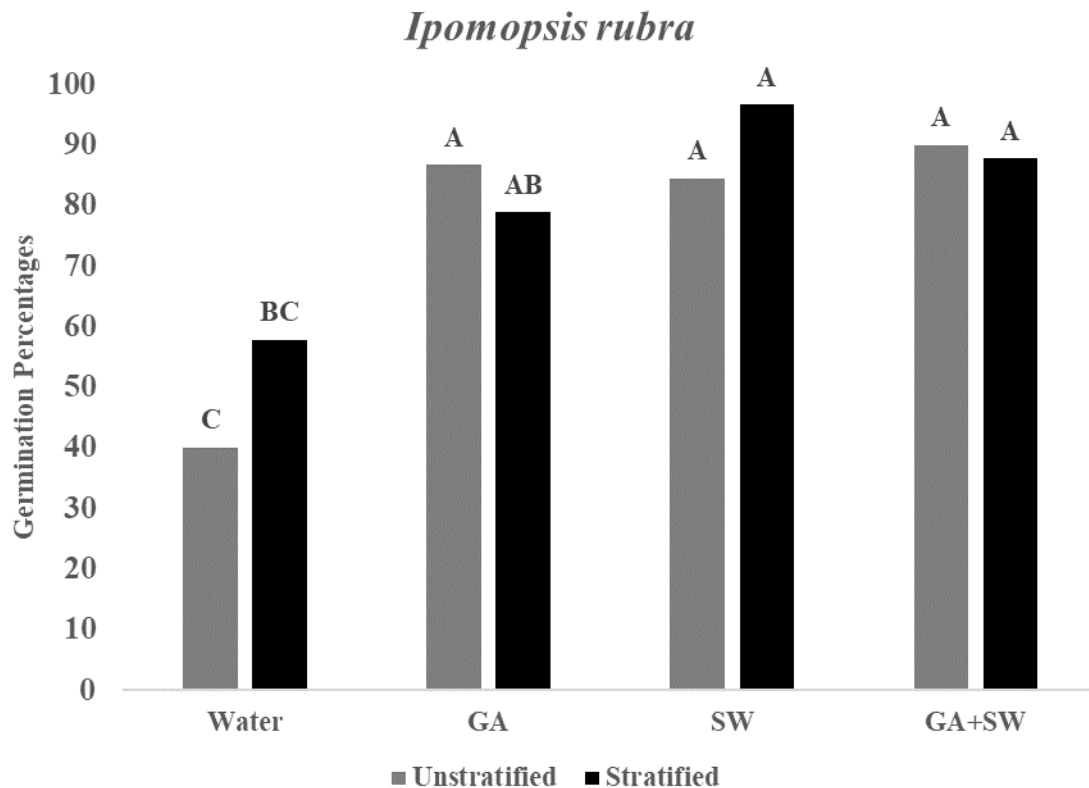 Ipomopsis rubra
Germination Percentages
100
90
80
70
60
50
40
30
20
10
0
C
BC
A
AB
A
A
A
A
Water GA SW GA+SW
Unstratified Stratified